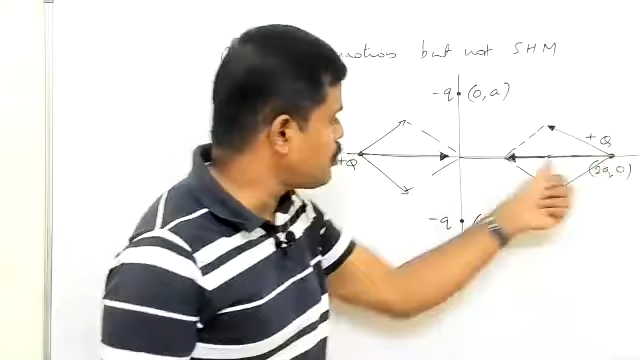 motion but not SHM
-q (0, a)
+Q
+Q
(2a, 0)
-q (